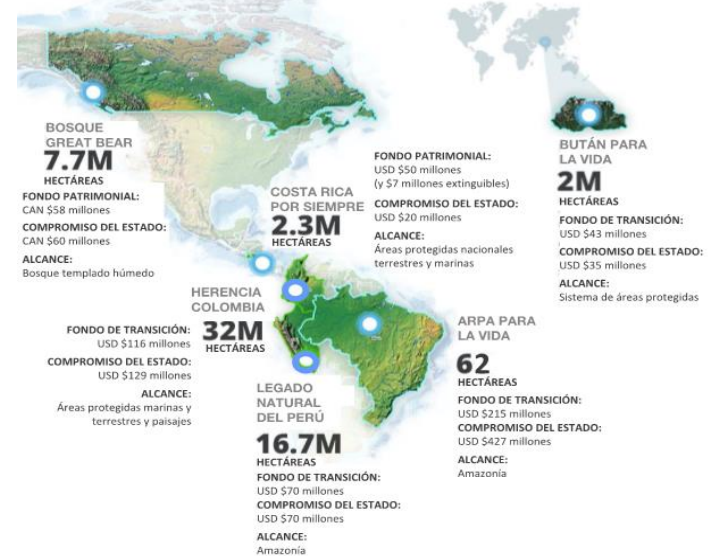 BOSQUE
GREAT BEAR
7.7M
HECTÁREAS
FONDO PATRIMONIAL:
CAN $58 millones
COMPROMISO DEL ESTADO:
CAN $60 millones
ALCANCE:
Bosque templado húmedo
COSTA RICA
POR SIEMPRE
2.3M
HECTÁREAS
FONDO PATRIMONIAL:
USD $50 millones
(y $7 millones extinguibles)
COMPROMISO DEL ESTADO:
USD $20 millones
ALCANCE:
Áreas protegidas nacionales
terrestres y marinas
BUTÁN PARA
LA VIDA
2M
HECTÁREAS
FONDO DE TRANSICIÓN:
USD $43 millones
COMPROMISO DEL ESTADO:
USD $35 millones
ALCANCE:
Sistema de áreas protegidas
HERENCIA
COLOMBIA
32M
HECTÁREAS
FONDO DE TRANSICIÓN:
USD $116 millones
COMPROMISO DEL ESTADO:
USD $129 millones
ALCANCE:
Áreas protegidas marinas y
terrestres y paisajes
LEGADO
NATURAL
DEL PERÚ
16.7M
HECTÁREAS
FONDO DE TRANSICIÓN:
USD $70 millones
COMPROMISO DEL ESTADO:
USD $70 millones
ALCANCE:
Amazonía
ARPA PARA
LA VIDA
62
HECTÁREAS
FONDO DE TRANSICIÓN:
USD $215 millones
COMPROMISO DEL ESTADO:
USD $427 millones
ALCANCE:
Amazonía